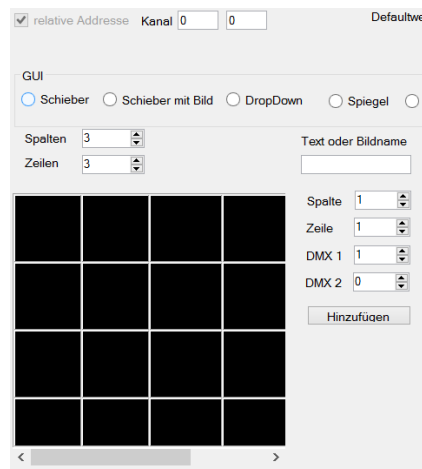 relative Addresse Kanal 0 0 Defaultwe
GUI
Schieber Schieber mit Bild DropDown Spiegel
Spalten 3
Text oder Bildname
Zeilen 3
Spalte 1
Zeile 1
DMX 1 1
DMX 2 0
Hinzufügen